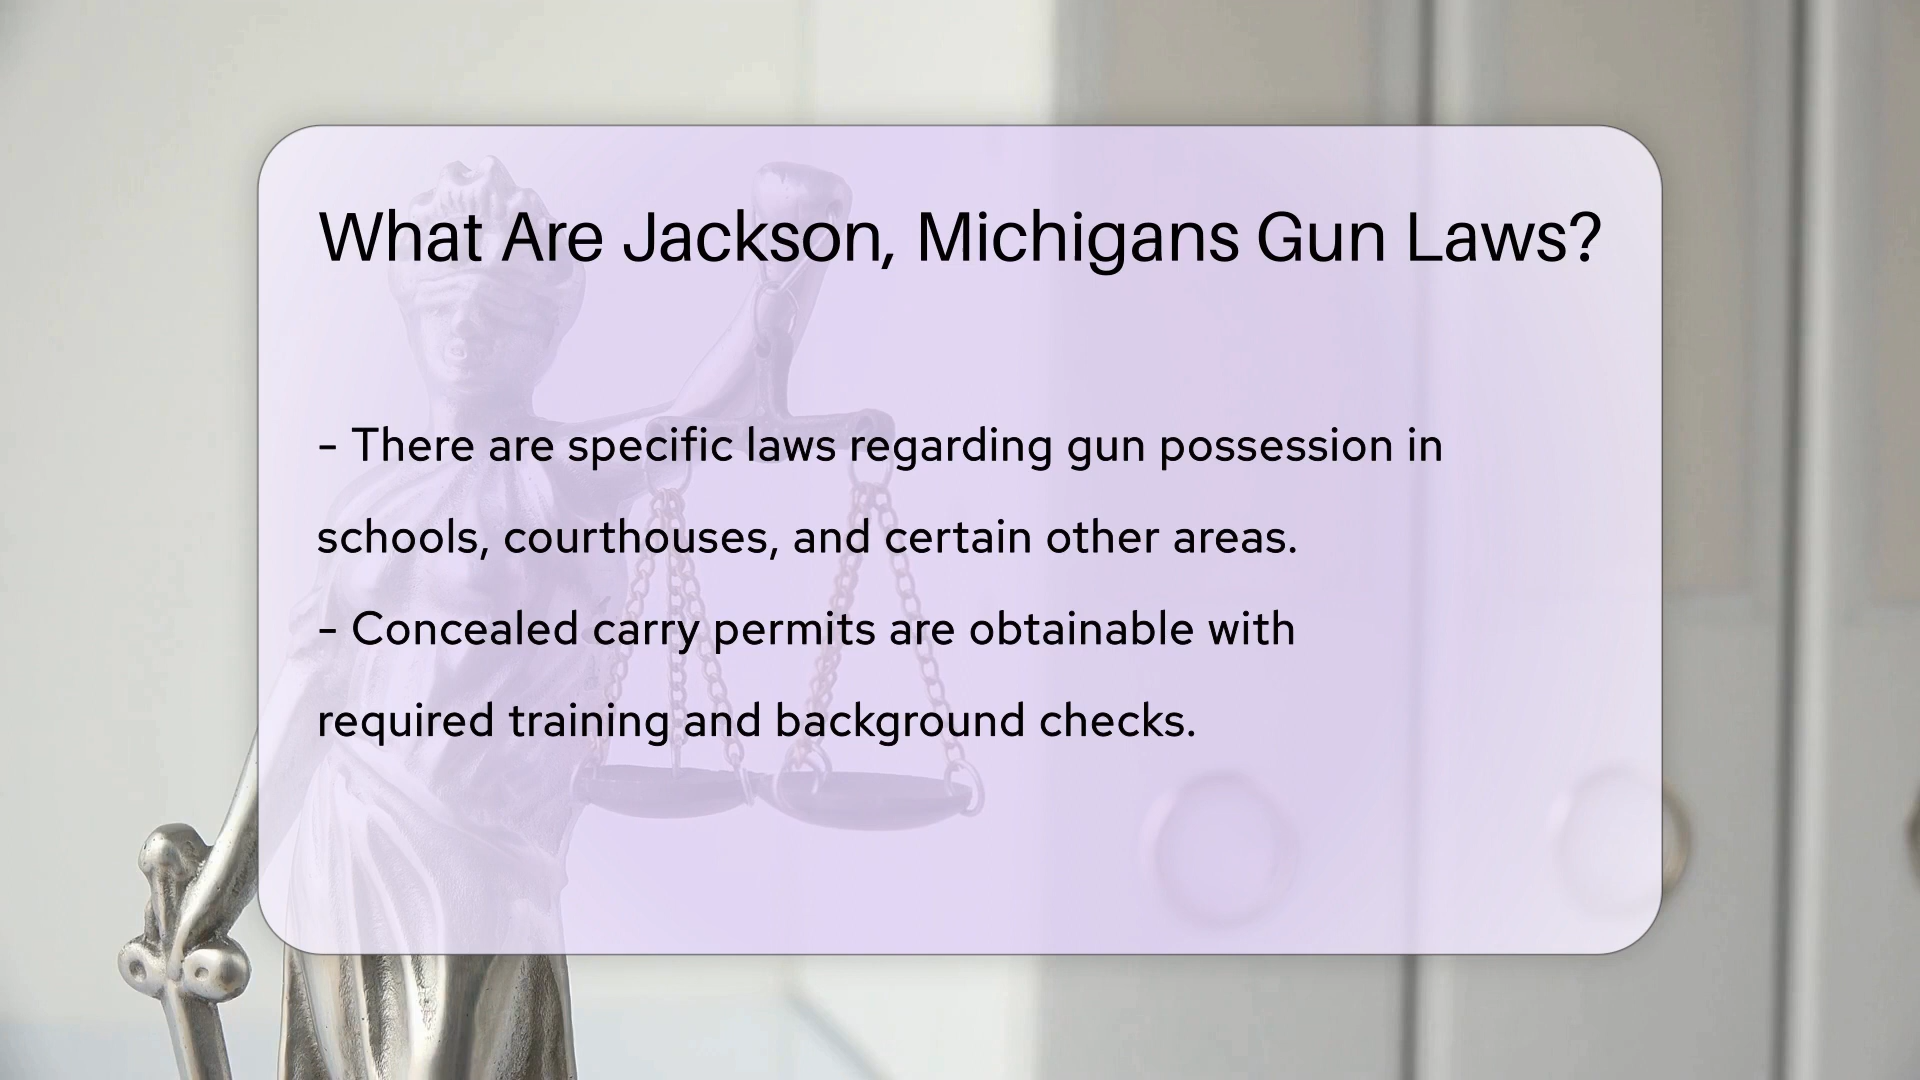 What Are Jackson, Michigans Gun Laws?
- There are specific laws regarding gun possession in
schools, courthouses, and certain other areas.
- Concealed carry permits are obtainable with
required training and background checks.